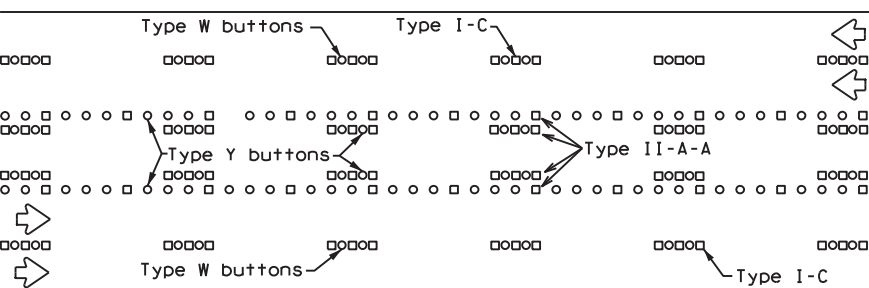 Type W buttons
Type I-C
Type Y buttons
Type II-A-A
Type W buttons
Type I-C